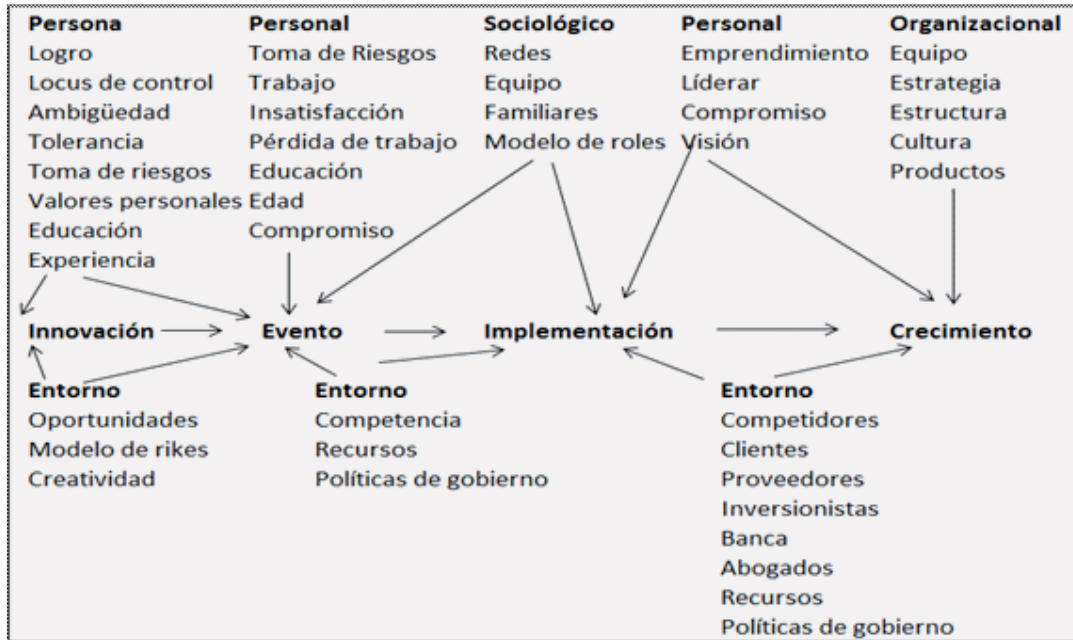 Persona
Logro
Locus de control
Ambigüedad
Tolerancia
Toma de riesgos
Valores personales
Educación
Experiencia
Personal
Toma de Riesgos
Trabajo
Insatisfacción
Pérdida de trabajo
Educación
Edad
Compromiso
Sociológico
Redes
Equipo
Familiares
Modelo de roles
Personal
Emprendimiento
Líderar
Compromiso
Visión
Organizacional
Equipo
Estrategia
Estructura
Cultura
Productos
Innovación
Evento
Implementación
Crecimiento
Entorno
Oportunidades
Modelo de rikes
Creatividad
Entorno
Competencia
Recursos
Políticas de gobierno
Entorno
Competidores
Clientes
Proveedores
Inversionistas
Banca
Abogados
Recursos
Políticas de gobierno